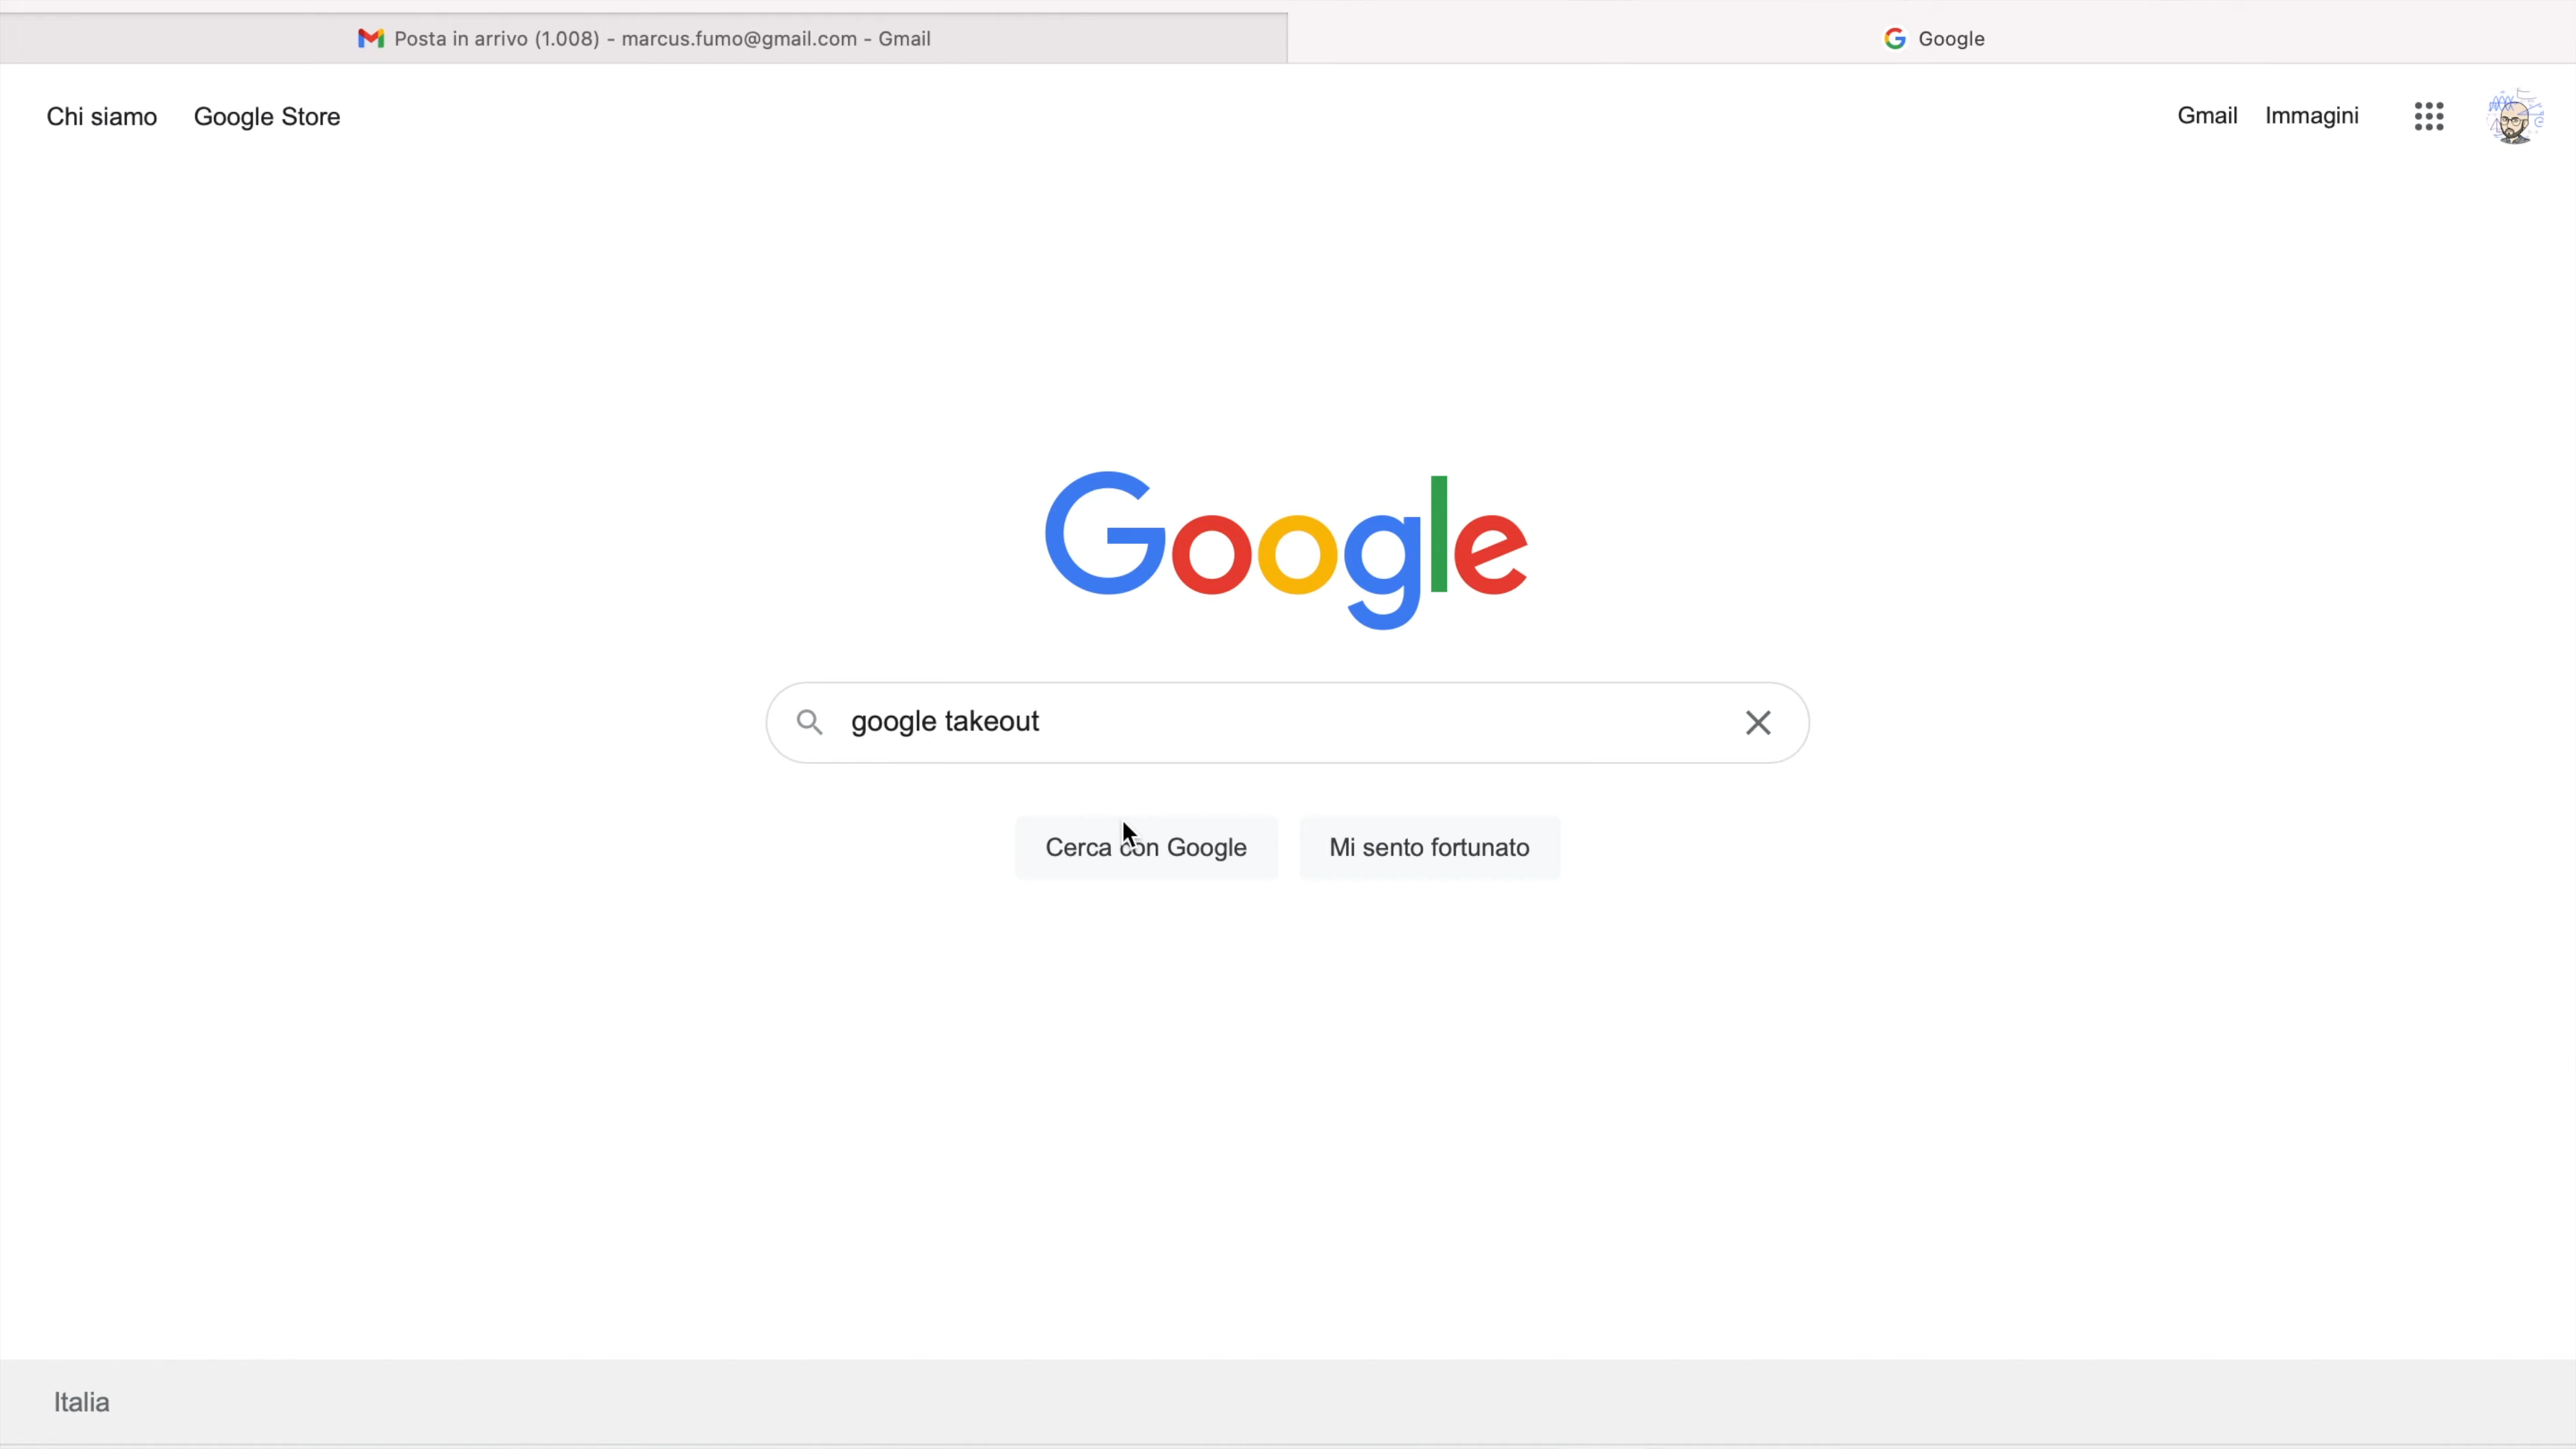 Posta in arrivo (1.008) - marcus.fumo@gmail.com - Gmail
Google
Chi siamo
Google Store
Gmail
Immagini
Google
google takeout
Cerca con Google
Mi sento fortunato
Italia